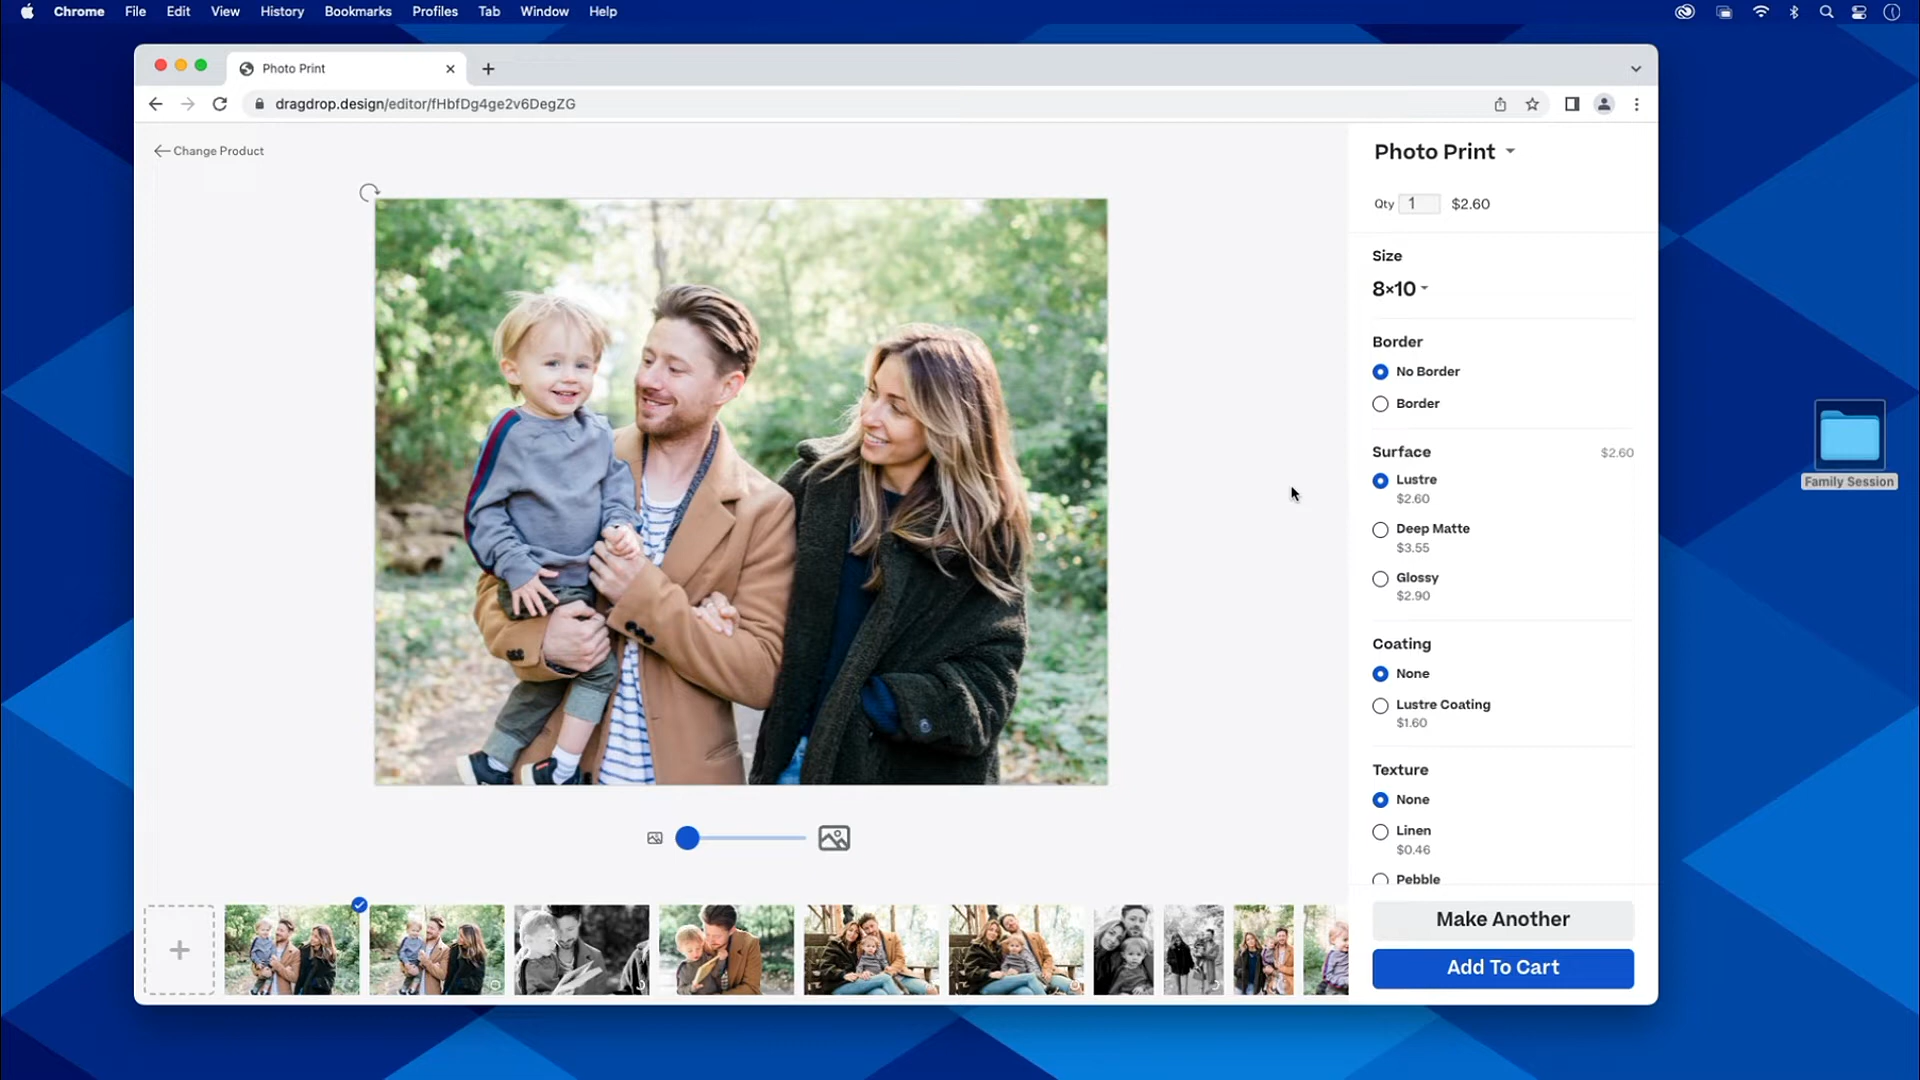 Chrome File Edit View History Bookmarks Profiles Tab Window Help
Photo Print
dragdrop.design/editor/fHbfDg4ge2v6DegZG
Change Product
Photo Print
Qty 1 $2.60
Size
8×10
Border
No Border
Border
Surface $2.60
Lustre
$2.60
Deep Matte
$3.55
Glossy
$2.90
Coating
None
Lustre Coating
$1.60
Texture
None
Linen
$0.46
Pebble
Make Another
Add To Cart
Family Session